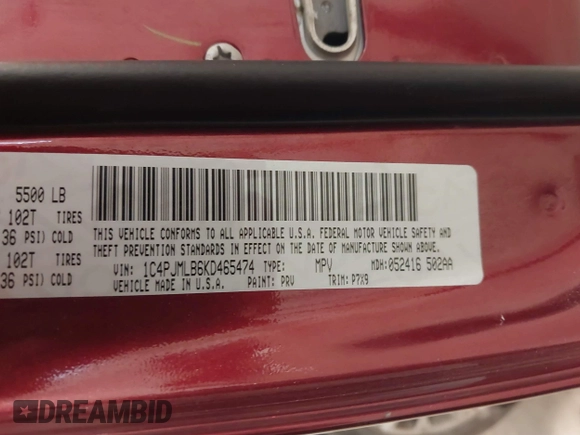 5500 LB
102T TIRES
36 PSI) COLD
102T TIRES
36 PSI) COLD
THIS VEHICLE CONFORMS TO ALL APPLICABLE U.S.A. FEDERAL MOTOR VEHICLE SAFETY AND
THEFT PREVENTION STANDARDS IN EFFECT ON THE DATE OF MANUFACTURE SHOWN ABOVE.
VIN: 1C4PJMLB6KD465474 TYPE: MPV MDH: 052416 502AA
VEHICLE MADE IN U.S.A. PAINT: PRV TRIM: P7X9
DREAMBID